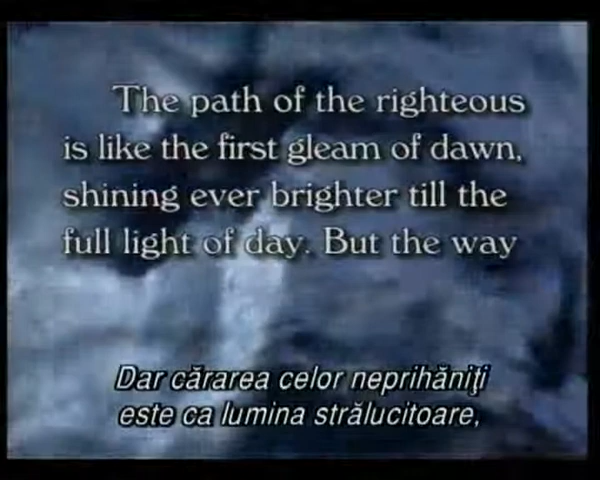 The path of the righteous
is like the first gleam of dawn,
shining ever brighter till the
full light of day. But the way
Dar cărarea celor neprihăniţi
este ca lumina strălucitoare,